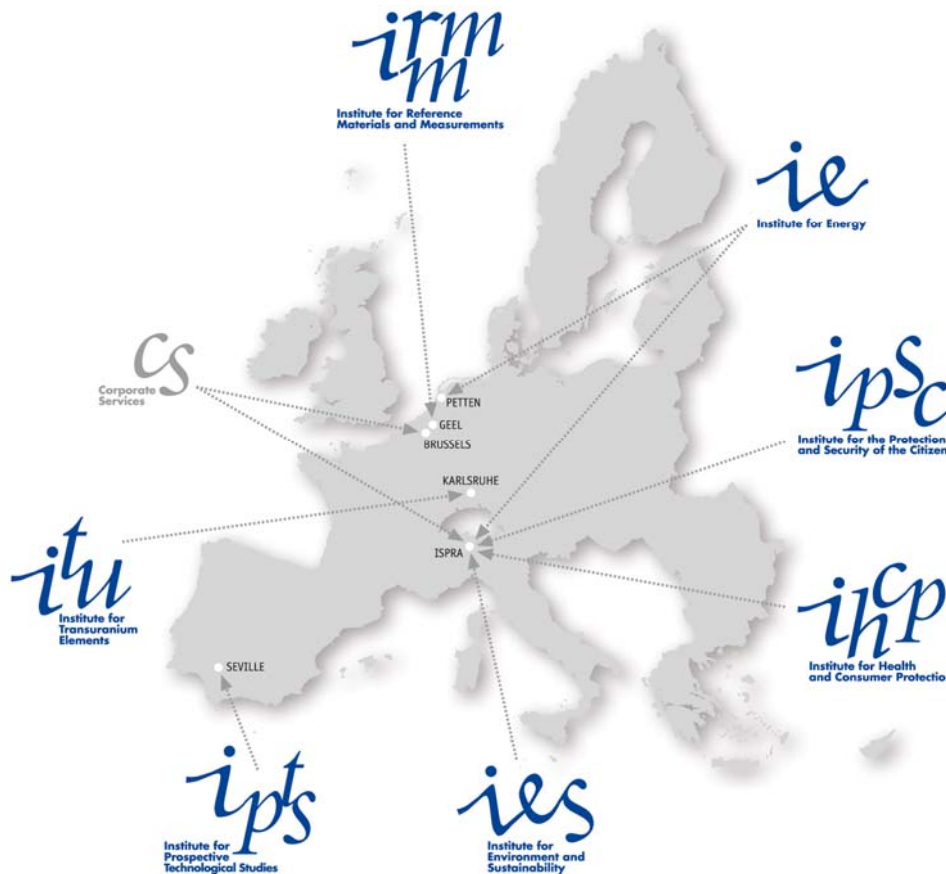 irmm
Institute for Reference
Materials and Measurements
ie
Institute for Energy
cs
Corporate
Services
ipsc
Institute for the Protection
and Security of the Citizen
PETTEN
GEEL
BRUSSELS
KARLSRUHE
ISPRA
SEVILLE
itu
Institute for
Transuranium
Elements
ihcp
Institute for Health
and Consumer Protection
ipts
Institute for
Prospective
Technological Studies
ies
Institute for
Environment and
Sustainability